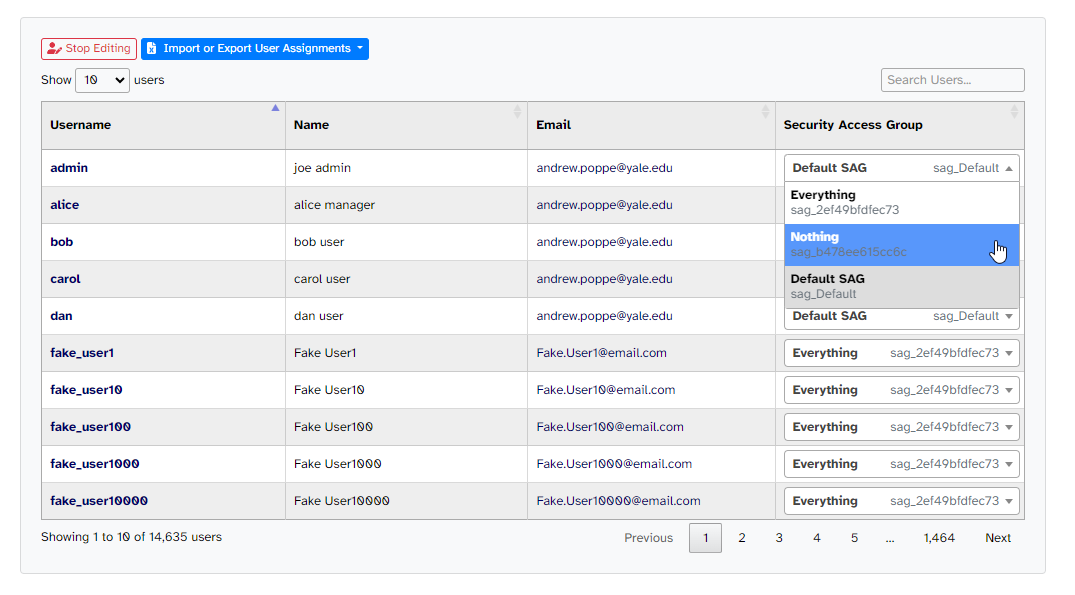 Stop Editing Import or Export User Assignments
Show 10 users Search Users...
Username Name Email Security Access Group
admin joe admin andrew.poppe@yale.edu Default SAG sag_Default
Everything
sag_2ef49bfdfec73
alice alice manager andrew.poppe@yale.edu
Nothing
sag_b478ee615cc6c
bob bob user andrew.poppe@yale.edu
carol carol user andrew.poppe@yale.edu
Default SAG
sag_Default
dan dan user andrew.poppe@yale.edu Default SAG sag_Default
fake_user1 Fake User1 Fake.User1@email.com Everything sag_2ef49bfdfec73
fake_user10 Fake User10 Fake.User10@email.com Everything sag_2ef49bfdfec73
fake_user100 Fake User100 Fake.User100@email.com Everything sag_2ef49bfdfec73
fake_user1000 Fake User1000 Fake.User1000@email.com Everything sag_2ef49bfdfec73
fake_user10000 Fake User10000 Fake.User10000@email.com Everything sag_2ef49bfdfec73
Showing 1 to 10 of 14,635 users Previous 1 2 3 4 5 ... 1,464 Next